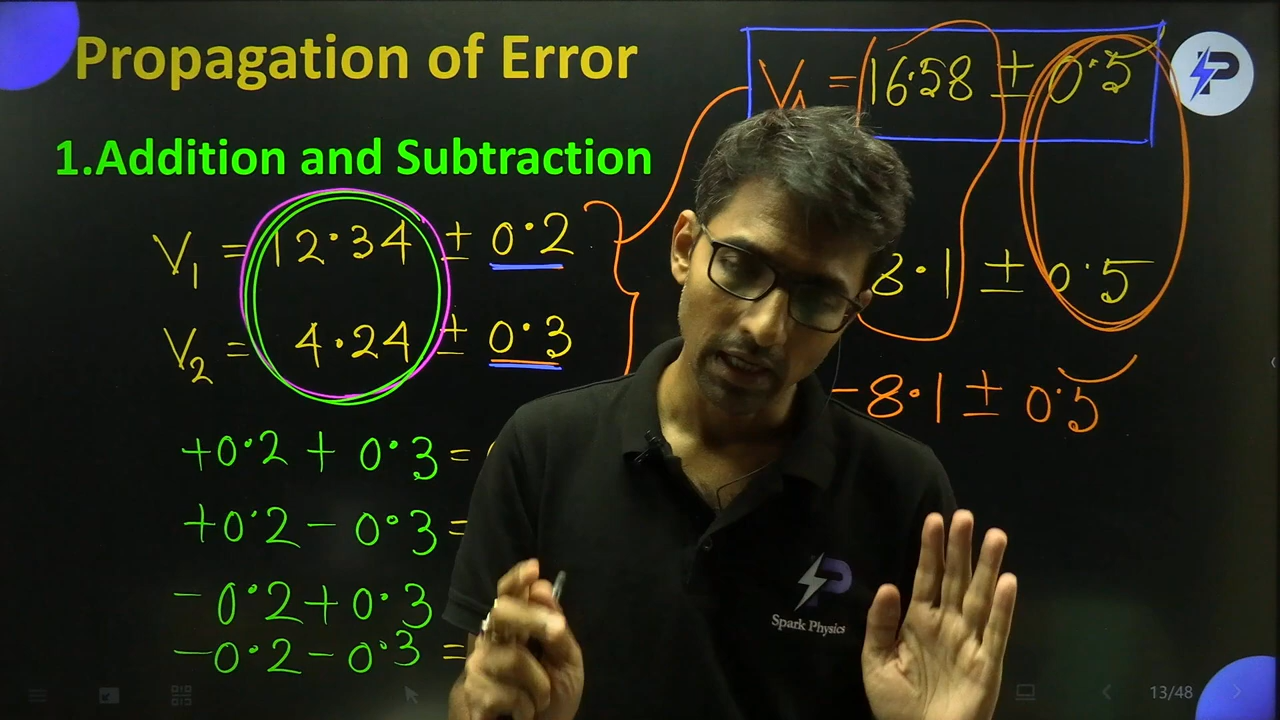 Propagation of Error
1.Addition and Subtraction
V₁ = 12.34 ± 0.2
V₂ = 4.24 ± 0.3
+0.2 + 0.3 =
+0.2 - 0.3 =
-0.2+0.3
-0.2-0.3 =
= 16.58 ± 0.5
8.1 ± 0.5
-8.1 ± 0.5
Spark Physics
13/48